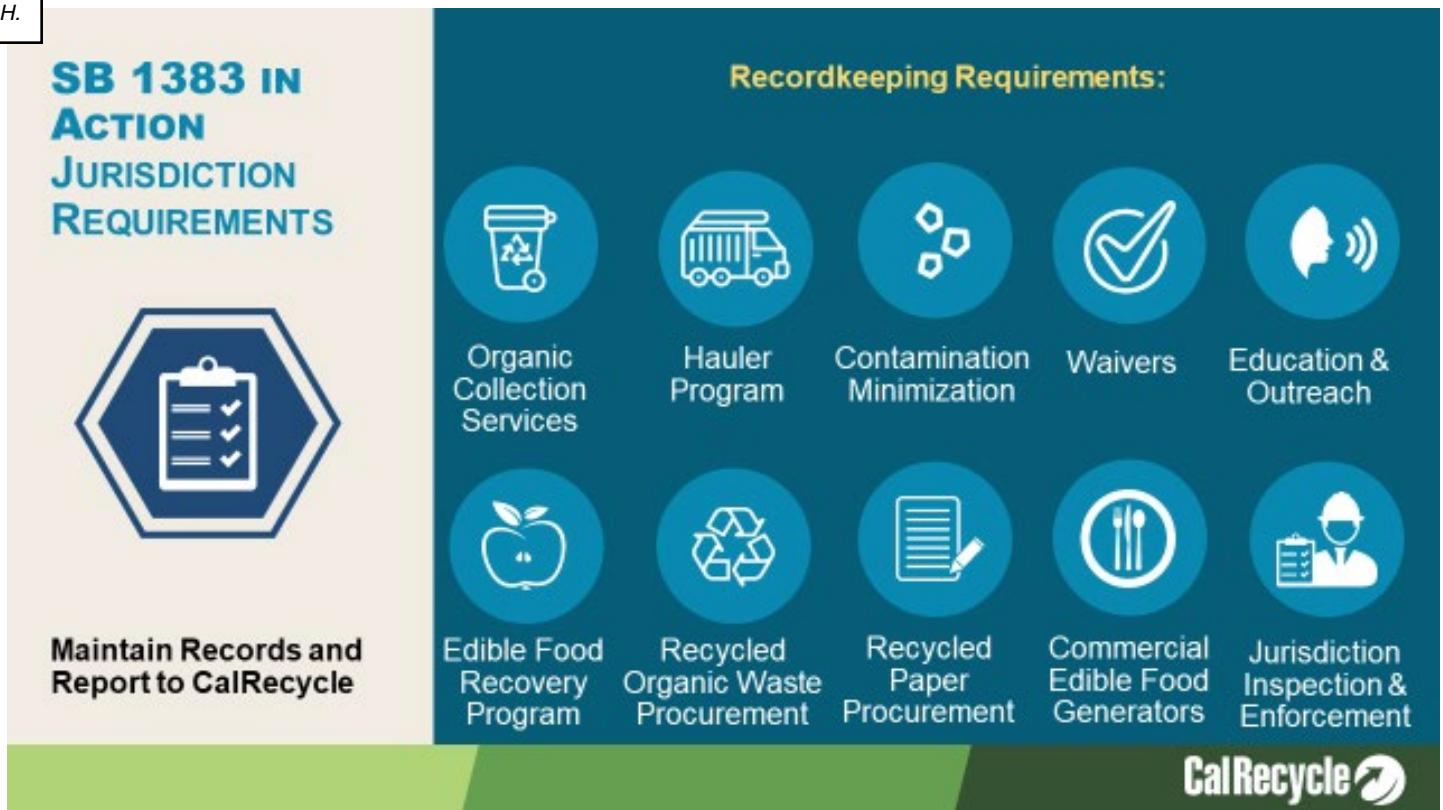 H.
SB 1383 IN
ACTION
JURISDICTION
REQUIREMENTS
Maintain Records and
Report to CalRecycle
Recordkeeping Requirements:
Organic
Collection
Services
Hauler
Program
Contamination
Minimization
Waivers
Education &
Outreach
Edible Food
Recovery
Program
Recycled
Organic Waste
Procurement
Recycled
Paper
Procurement
Commercial
Edible Food
Generators
Jurisdiction
Inspection &
Enforcement
CalRecycle